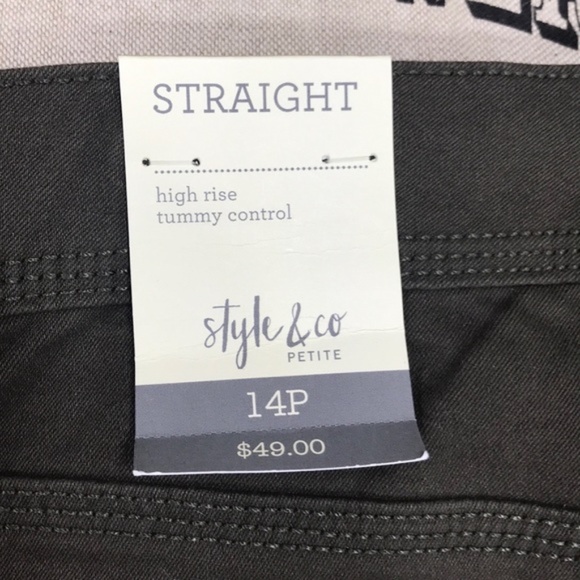 STRAIGHT
high rise
tummy control
style & co
PETITE
14P
$49.00